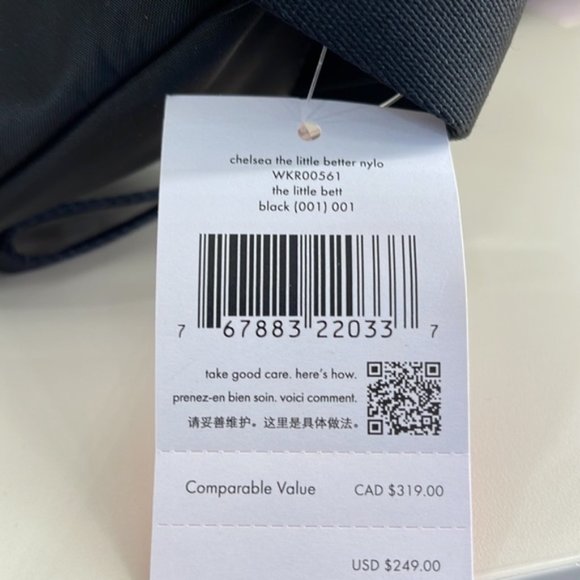 chelsea the little better nylo
WKR00561
the little bett
black (001) 001
7 67883 22033 7
take good care. here's how.
prenez-en bien soin. voici comment.
请妥善维护。这里是具体做法。
Comparable Value CAD $319.00
USD $249.00